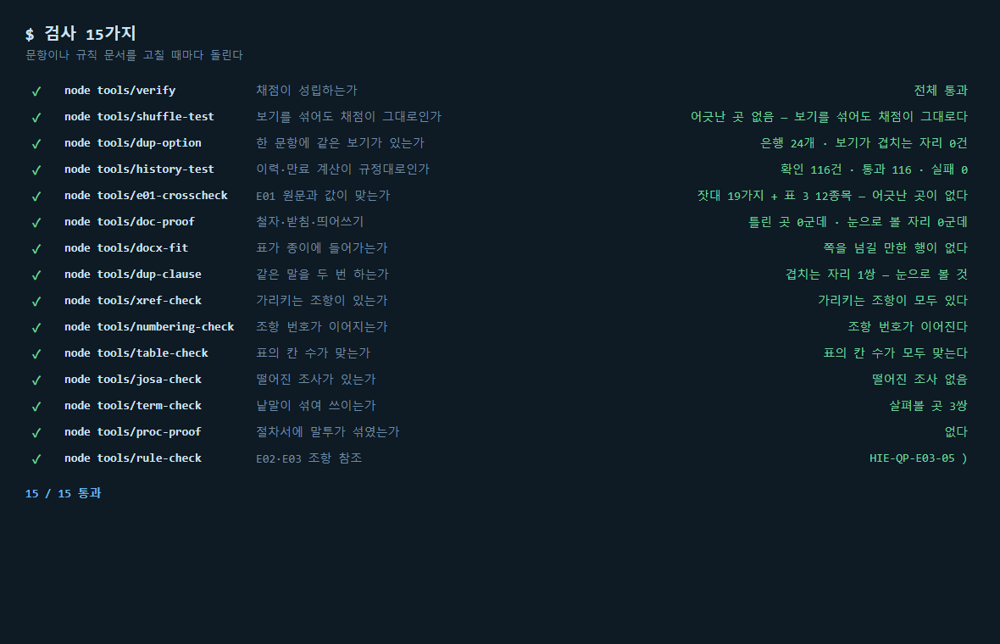 $ 검사 15가지
문항이나 규칙 문서를 고칠 때마다 돌린다
✓ node tools/verify 채점이 성립하는가 전체 통과
✓ node tools/shuffle-test 보기를 섞어도 채점이 그대로인가 어긋난 곳 없음 — 보기를 섞어도 채점이 그대로다
✓ node tools/dup-option 한 문항에 같은 보기가 있는가 은행 24개 · 보기가 겹치는 자리 0건
✓ node tools/history-test 이력·만료 계산이 규정대로인가 확인 116건 · 통과 116 · 실패 0
✓ node tools/e01-crosscheck E01 원문과 값이 맞는가 잣대 19가지 + 표 3 12종목 — 어긋난 곳이 없다
✓ node tools/doc-proof 철자·받침·띄어쓰기 틀린 곳 0군데 · 눈으로 볼 자리 0군데
✓ node tools/docx-fit 표가 종이에 들어가는가 쪽을 넘길 만한 행이 없다
✓ node tools/dup-clause 같은 말을 두 번 하는가 겹치는 자리 1쌍 — 눈으로 볼 것
✓ node tools/xref-check 가리키는 조항이 있는가 가리키는 조항이 모두 있다
✓ node tools/numbering-check 조항 번호가 이어지는가 조항 번호가 이어진다
✓ node tools/table-check 표의 칸 수가 맞는가 표의 칸 수가 모두 맞는다
✓ node tools/josa-check 떨어진 조사가 있는가 떨어진 조사 없음
✓ node tools/term-check 낱말이 섞여 쓰이는가 살펴볼 곳 3쌍
✓ node tools/proc-proof 절차서에 말투가 섞였는가 없다
✓ node tools/rule-check E02·E03 조항 참조 HIE-QP-E03-05 )
15 / 15 통과